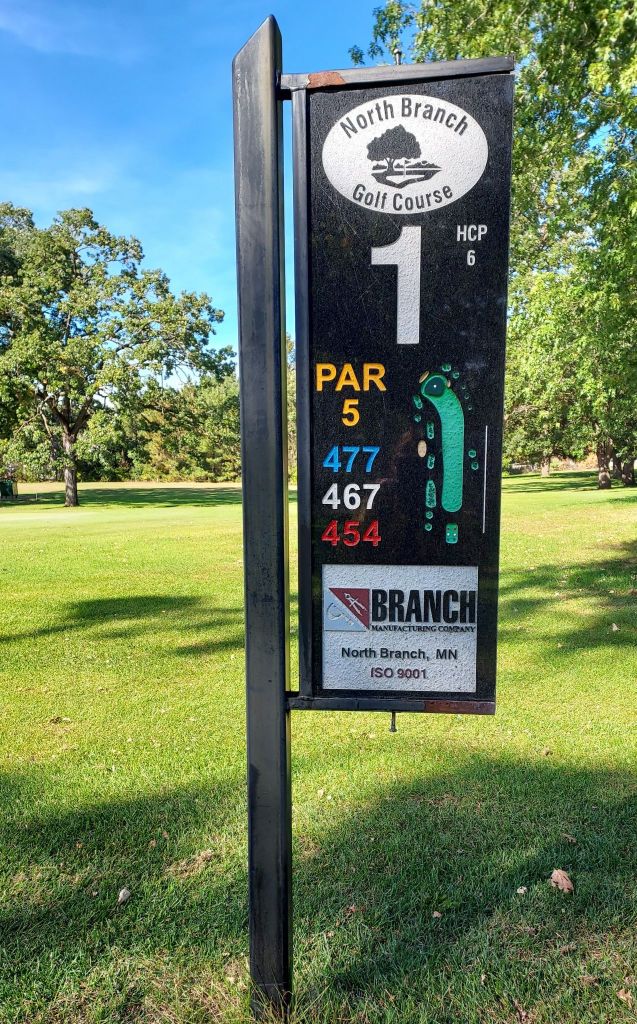 North Branch
Golf Course
1
HCP
6
PAR
5
477
467
454
BRANCH
MANUFACTURING COMPANY
North Branch, MN
ISO 9001